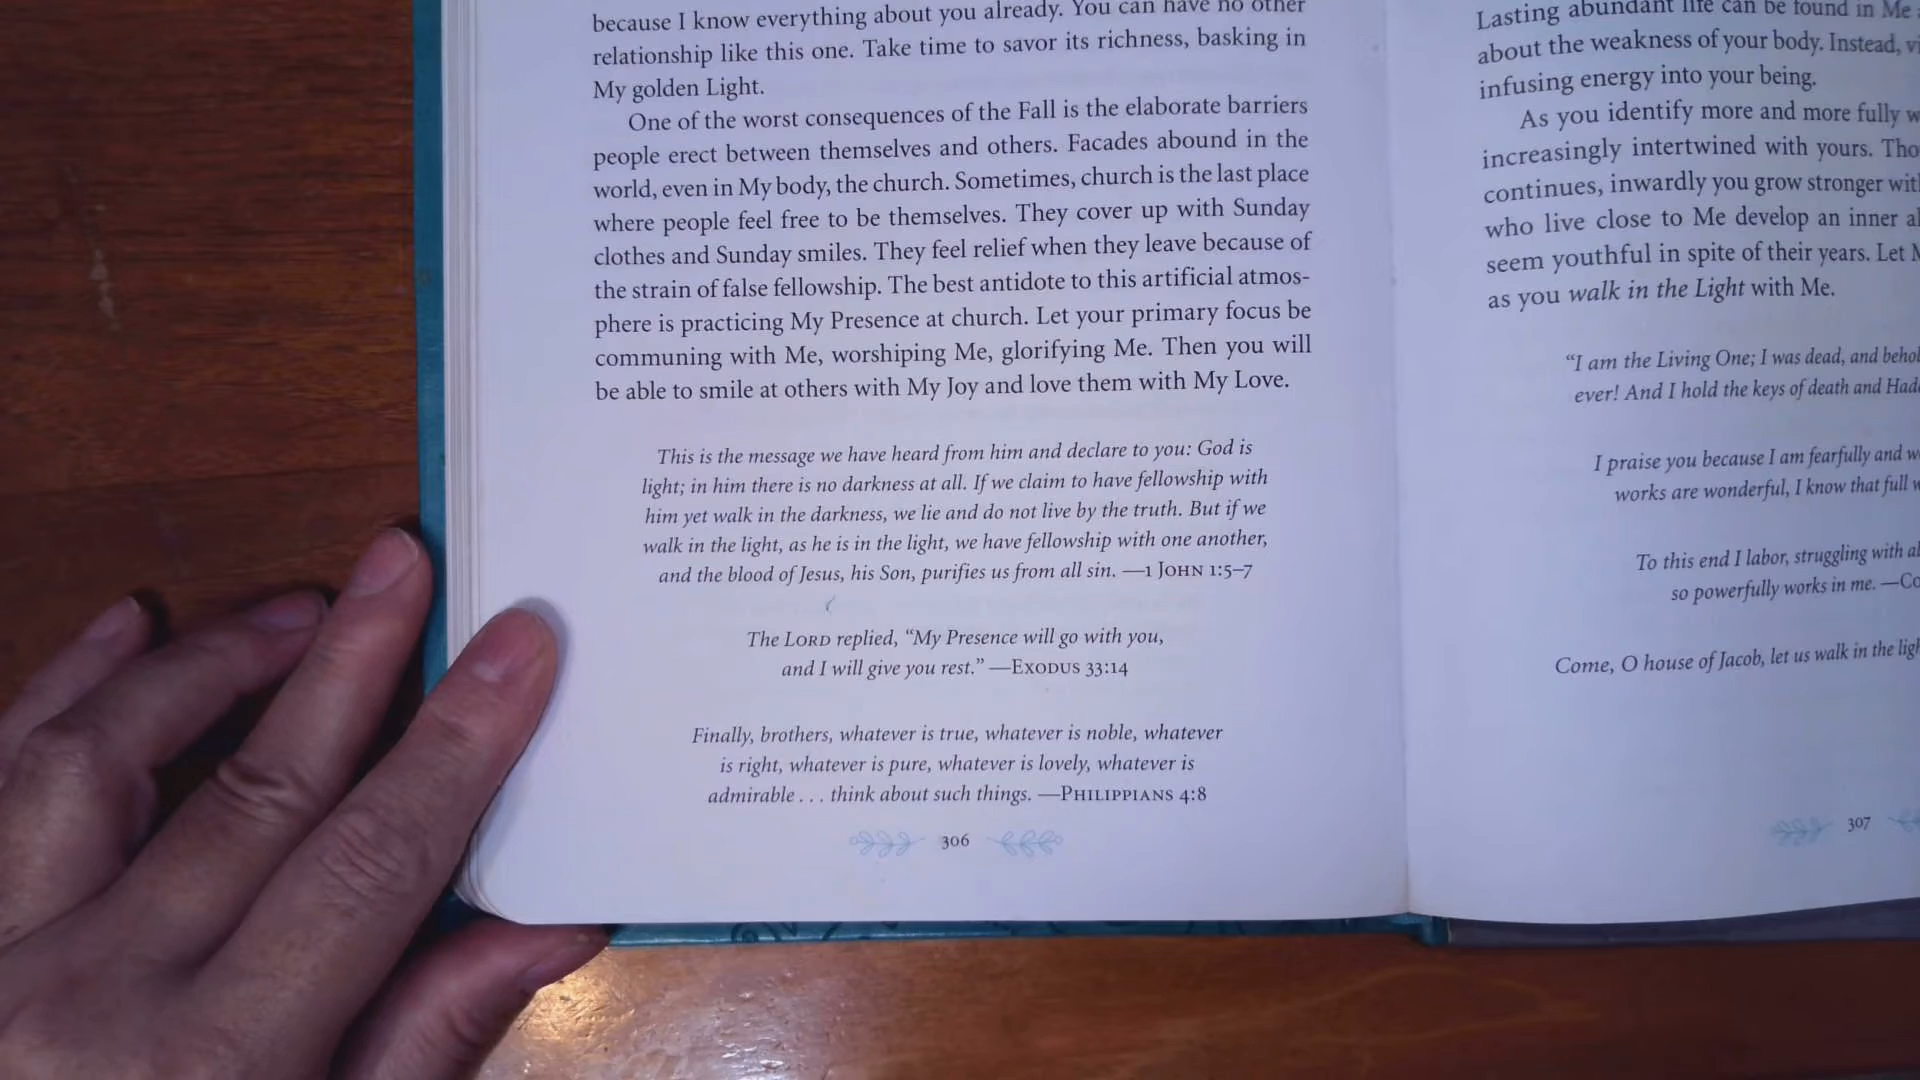 because I know everything about you already. You can have no other
relationship like this one. Take time to savor its richness, basking in
My golden Light.
One of the worst consequences of the Fall is the elaborate barriers
people erect between themselves and others. Facades abound in the
world, even in My body, the church. Sometimes, church is the last place
where people feel free to be themselves. They cover up with Sunday
clothes and Sunday smiles. They feel relief when they leave because of
the strain of false fellowship. The best antidote to this artificial atmos-
phere is practicing My Presence at church. Let your primary focus be
communing with Me, worshiping Me, glorifying Me. Then you will
be able to smile at others with My Joy and love them with My Love.
This is the message we have heard from him and declare to you: God is
light; in him there is no darkness at all. If we claim to have fellowship with
him yet walk in the darkness, we lie and do not live by the truth. But if we
walk in the light, as he is in the light, we have fellowship with one another,
and the blood of Jesus, his Son, purifies us from all sin. —1 JOHN 1:5–7
The LORD replied, “My Presence will go with you,
and I will give you rest.” —EXODUS 33:14
Finally, brothers, whatever is true, whatever is noble, whatever
is right, whatever is pure, whatever is lovely, whatever is
admirable . . . think about such things. —PHILIPPIANS 4:8
306
Lasting abundant life can be found in Me
about the weakness of your body. Instead,
infusing energy into your being.
As you identify more and more fully
increasingly intertwined with yours.
continues, inwardly you grow stronger
who live close to Me develop an inner
seem youthful in spite of their years. Let
as you walk in the Light with Me.
“I am the Living One; I was dead, and
ever! And I hold the keys of death and
I praise you because I am fearfully and
works are wonderful, I know that full
To this end I labor, struggling with
so powerfully works in me. —
Come, O house of Jacob, let us walk in the
307